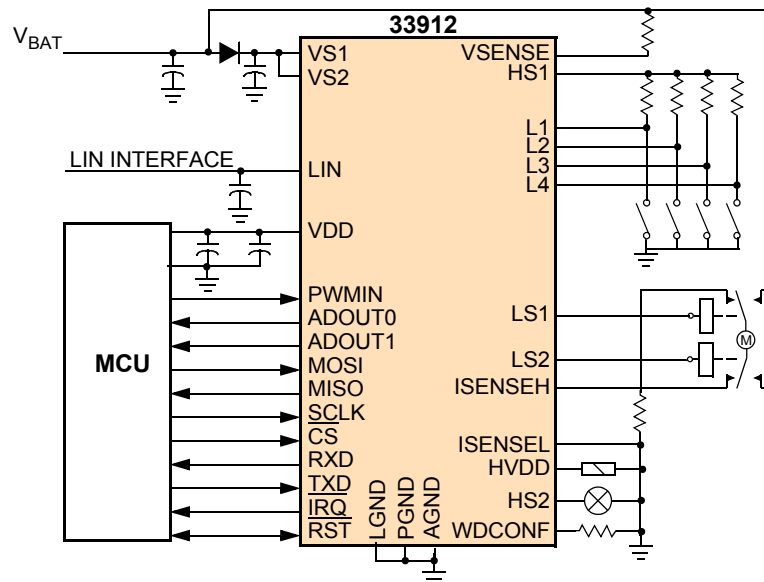 33912
V_BAT
VS1
VS2
VSENSE
HS1
L1
L2
L3
L4
LIN INTERFACE
LIN
VDD
MCU
PWMIN
ADOUT0
ADOUT1
MOSI
MISO
SCLK
CS
RXD
TXD
IRQ
RST
LS1
LS2
M
ISENSEH
ISENSEL
HVDD
HS2
WDCONF
LGND
PGND
AGND